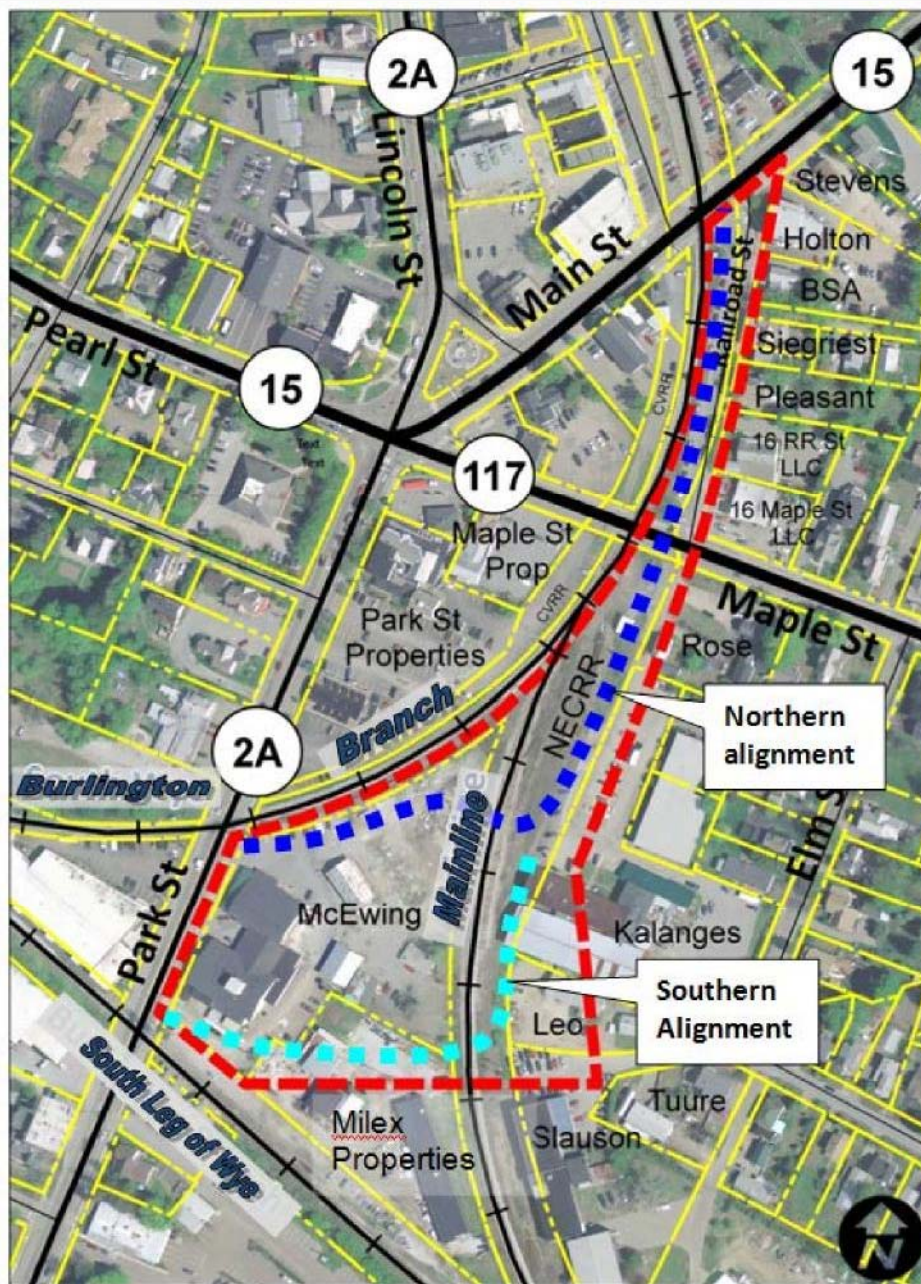 2A
15
Lincoln St
Stevens
Main St
Holton
Railroad St
BSA
Pearl St
Siegriest
15
CVRR
Pleasant
Text
Text
16 RR St
LLC
117
16 Maple St
LLC
Maple St
Prop
CVRR
Maple St
Park St
Properties
Rose
NECRR
Northern
alignment
2A
Branch
Burlington
Mainline
Elm S
McEwing
Park St
Kalanges
Southern
Alignment
Leo
South Leg of Wye
Tuure
Milex
Properties
Slauson
N